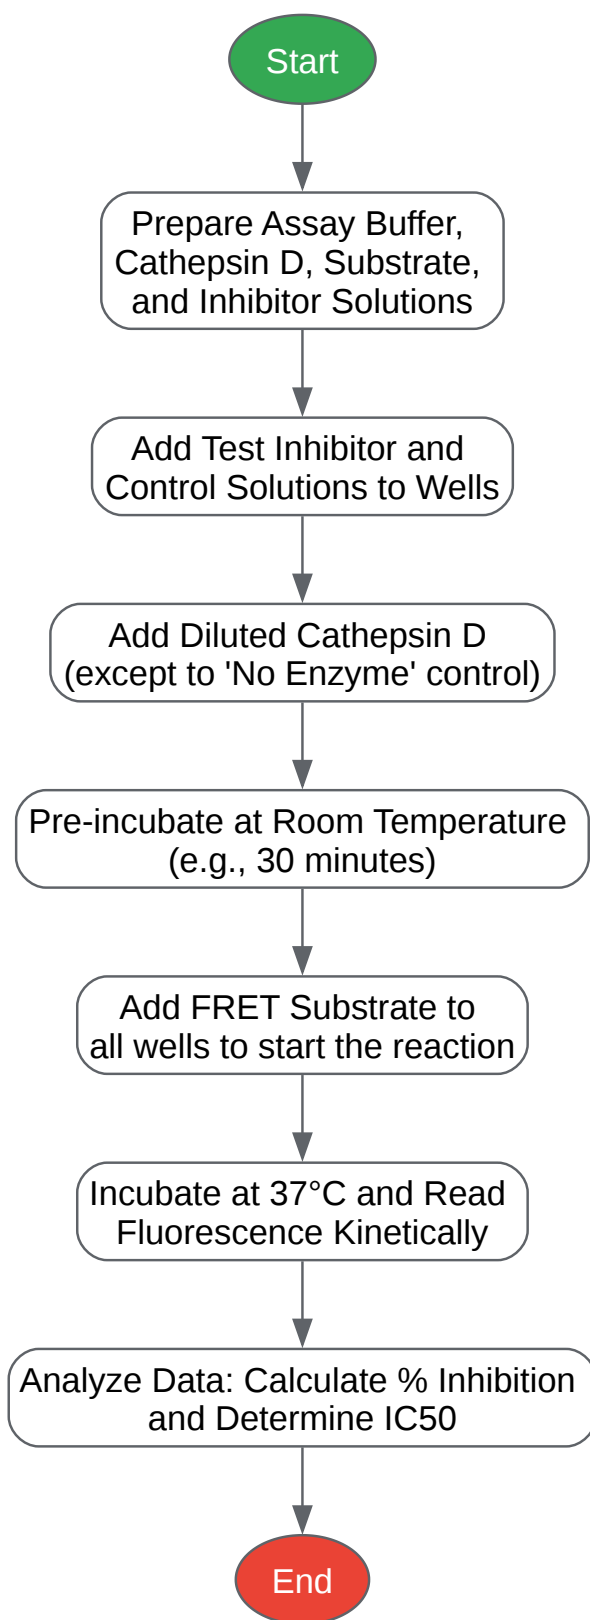 Start
Prepare Assay Buffer,
Cathepsin D, Substrate,
and Inhibitor Solutions
Add Test Inhibitor and
Control Solutions to Wells
Add Diluted Cathepsin D
(except to 'No Enzyme' control)
Pre-incubate at Room Temperature
(e.g., 30 minutes)
Add FRET Substrate to
all wells to start the reaction
Incubate at 37°C and Read
Fluorescence Kinetically
Analyze Data: Calculate % Inhibition
and Determine IC50
End